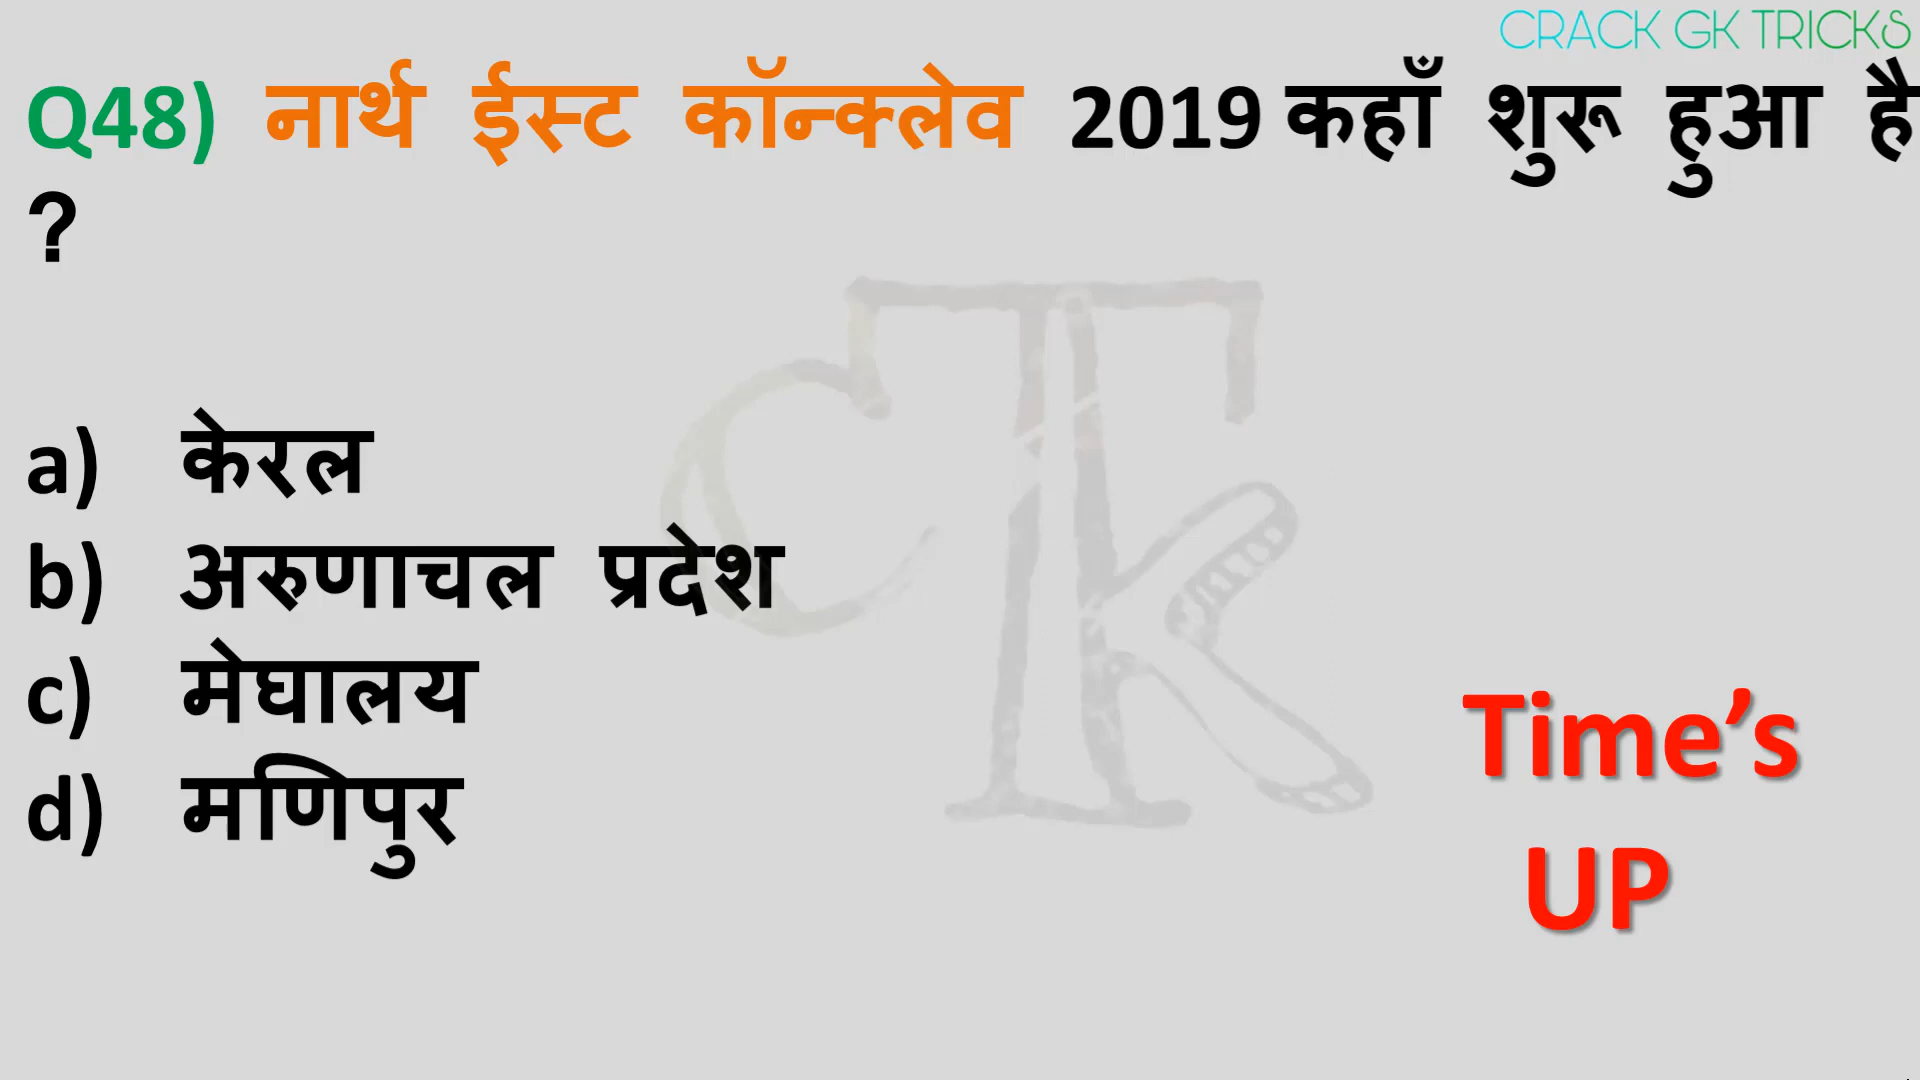 CRACK GK TRICKS
Q48) नार्थ ईस्ट कॉन्क्लेव 2019 कहाँ शुरू हुआ है
?
a) केरल
b) अरुणाचल प्रदेश
c) मेघालय
d) मणिपुर
Time’s
UP